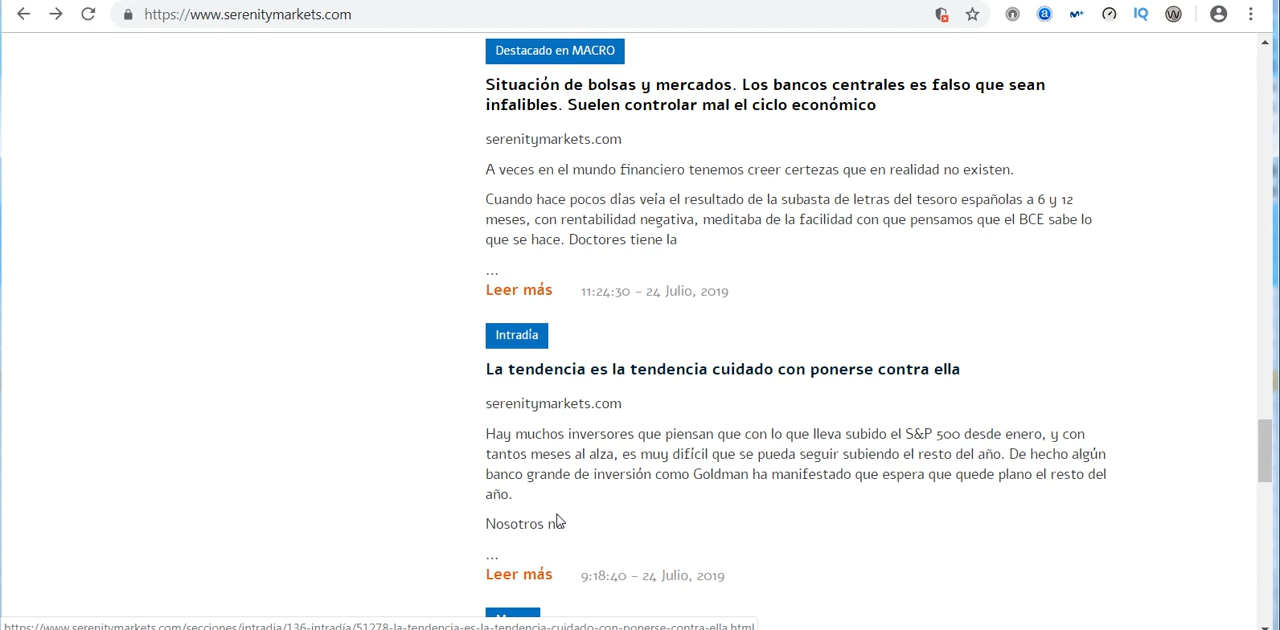 https://www.serenitymarkets.com
Destacado en MACRO
Situación de bolsas y mercados. Los bancos centrales es falso que sean
infalibles. Suelen controlar mal el ciclo económico
serenitymarkets.com
A veces en el mundo financiero tenemos creer certezas que en realidad no existen.
Cuando hace pocos días veía el resultado de la subasta de letras del tesoro españolas a 6 y 12
meses, con rentabilidad negativa, meditaba de la facilidad con que pensamos que el BCE sabe lo
que se hace. Doctores tiene la
...
Leer más 11:24:30 - 24 Julio, 2019
Intradía
La tendencia es la tendencia cuidado con ponerse contra ella
serenitymarkets.com
Hay muchos inversores que piensan que con lo que lleva subido el S&P 500 desde enero, y con
tantos meses al alza, es muy difícil que se pueda seguir subiendo el resto del año. De hecho algún
banco grande de inversión como Goldman ha manifestado que espera que quede plano el resto del
año.
Nosotros
...
Leer más 9:18:40 - 24 Julio, 2019
https://www.serenitymarkets.com/secciones/intradia/136-intradía/51278-la-tendencia-es-la-tendencia-cuidado-con-ponerse-contra-ella.html